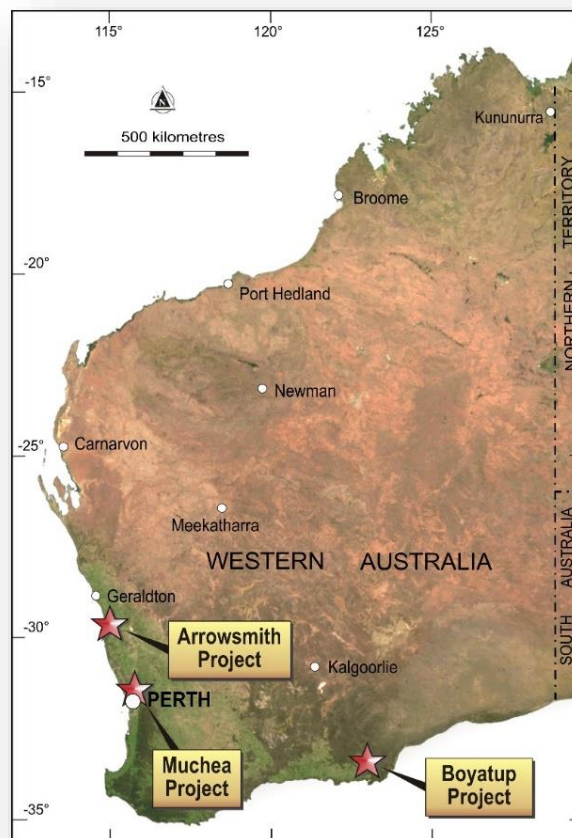 115°
120°
125°
-15°
N
500 kilometres
Kununurra
Broome
NORTHERN TERRITORY
-20°
Port Hedland
Newman
-25°
Carnarvon
Meekatharra
WESTERN AUSTRALIA
SOUTH AUSTRALIA
Geraldton
-30°
Arrowsmith
Project
Kalgoorlie
PERTH
Muchea
Project
Boyatup
Project
-35°